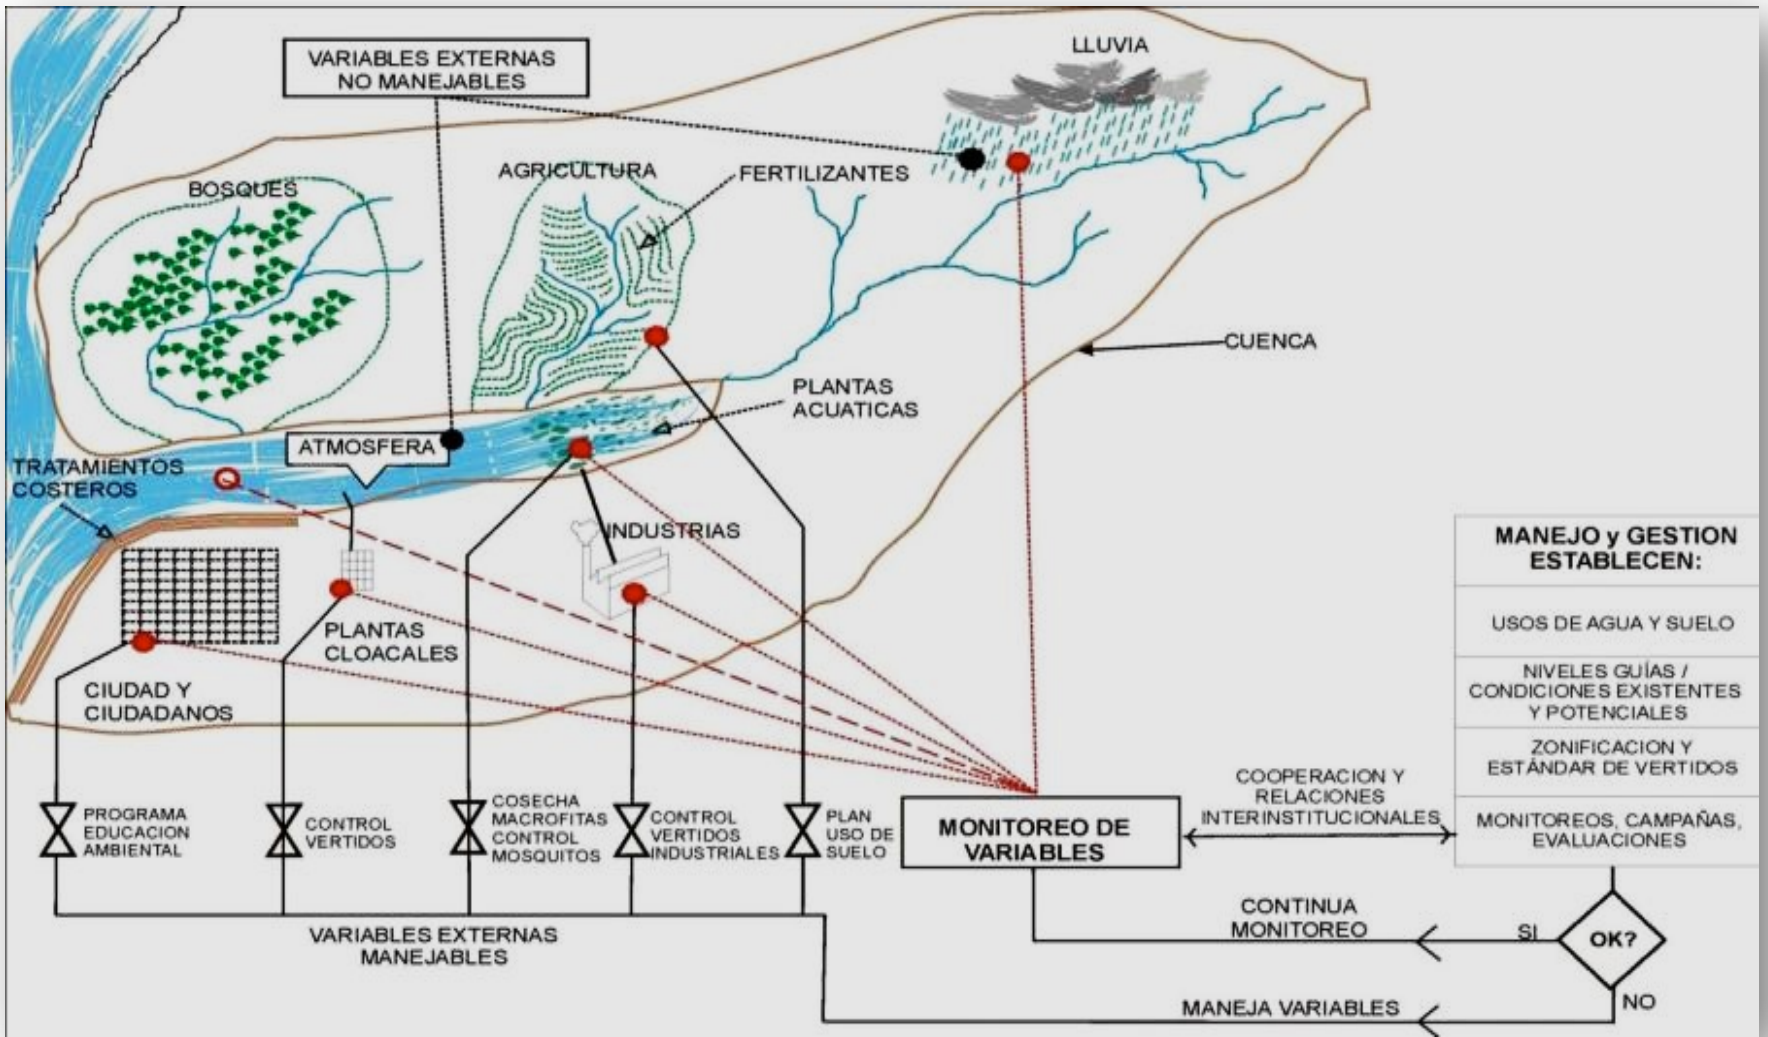 VARIABLES EXTERNAS
NO MANEJABLES
LLUVIA
BOSQUES
AGRICULTURA
FERTILIZANTES
CUENCA
PLANTAS
ACUATICAS
ATMOSFERA
TRATAMIENTOS
COSTEROS
INDUSTRIAS
PLANTAS
CLOACALES
CIUDAD Y
CIUDADANOS
MANEJO y GESTION
ESTABLECEN:
USOS DE AGUA Y SUELO
NIVELES GUÍAS /
CONDICIONES EXISTENTES
Y POTENCIALES
ZONIFICACION Y
ESTÁNDAR DE VERTIDOS
MONITOREOS, CAMPAÑAS,
EVALUACIONES
COOPERACION Y
RELACIONES
INTERINSTITUCIONALES
PROGRAMA
EDUCACION
AMBIENTAL
CONTROL
VERTIDOS
COSECHA
MACROFITAS
CONTROL
MOSQUITOS
CONTROL
VERTIDOS
INDUSTRIALES
PLAN
USO DE
SUELO
MONITOREO DE
VARIABLES
VARIABLES EXTERNAS
MANEJABLES
CONTINUA
MONITOREO
SI
OK?
NO
MANEJA VARIABLES